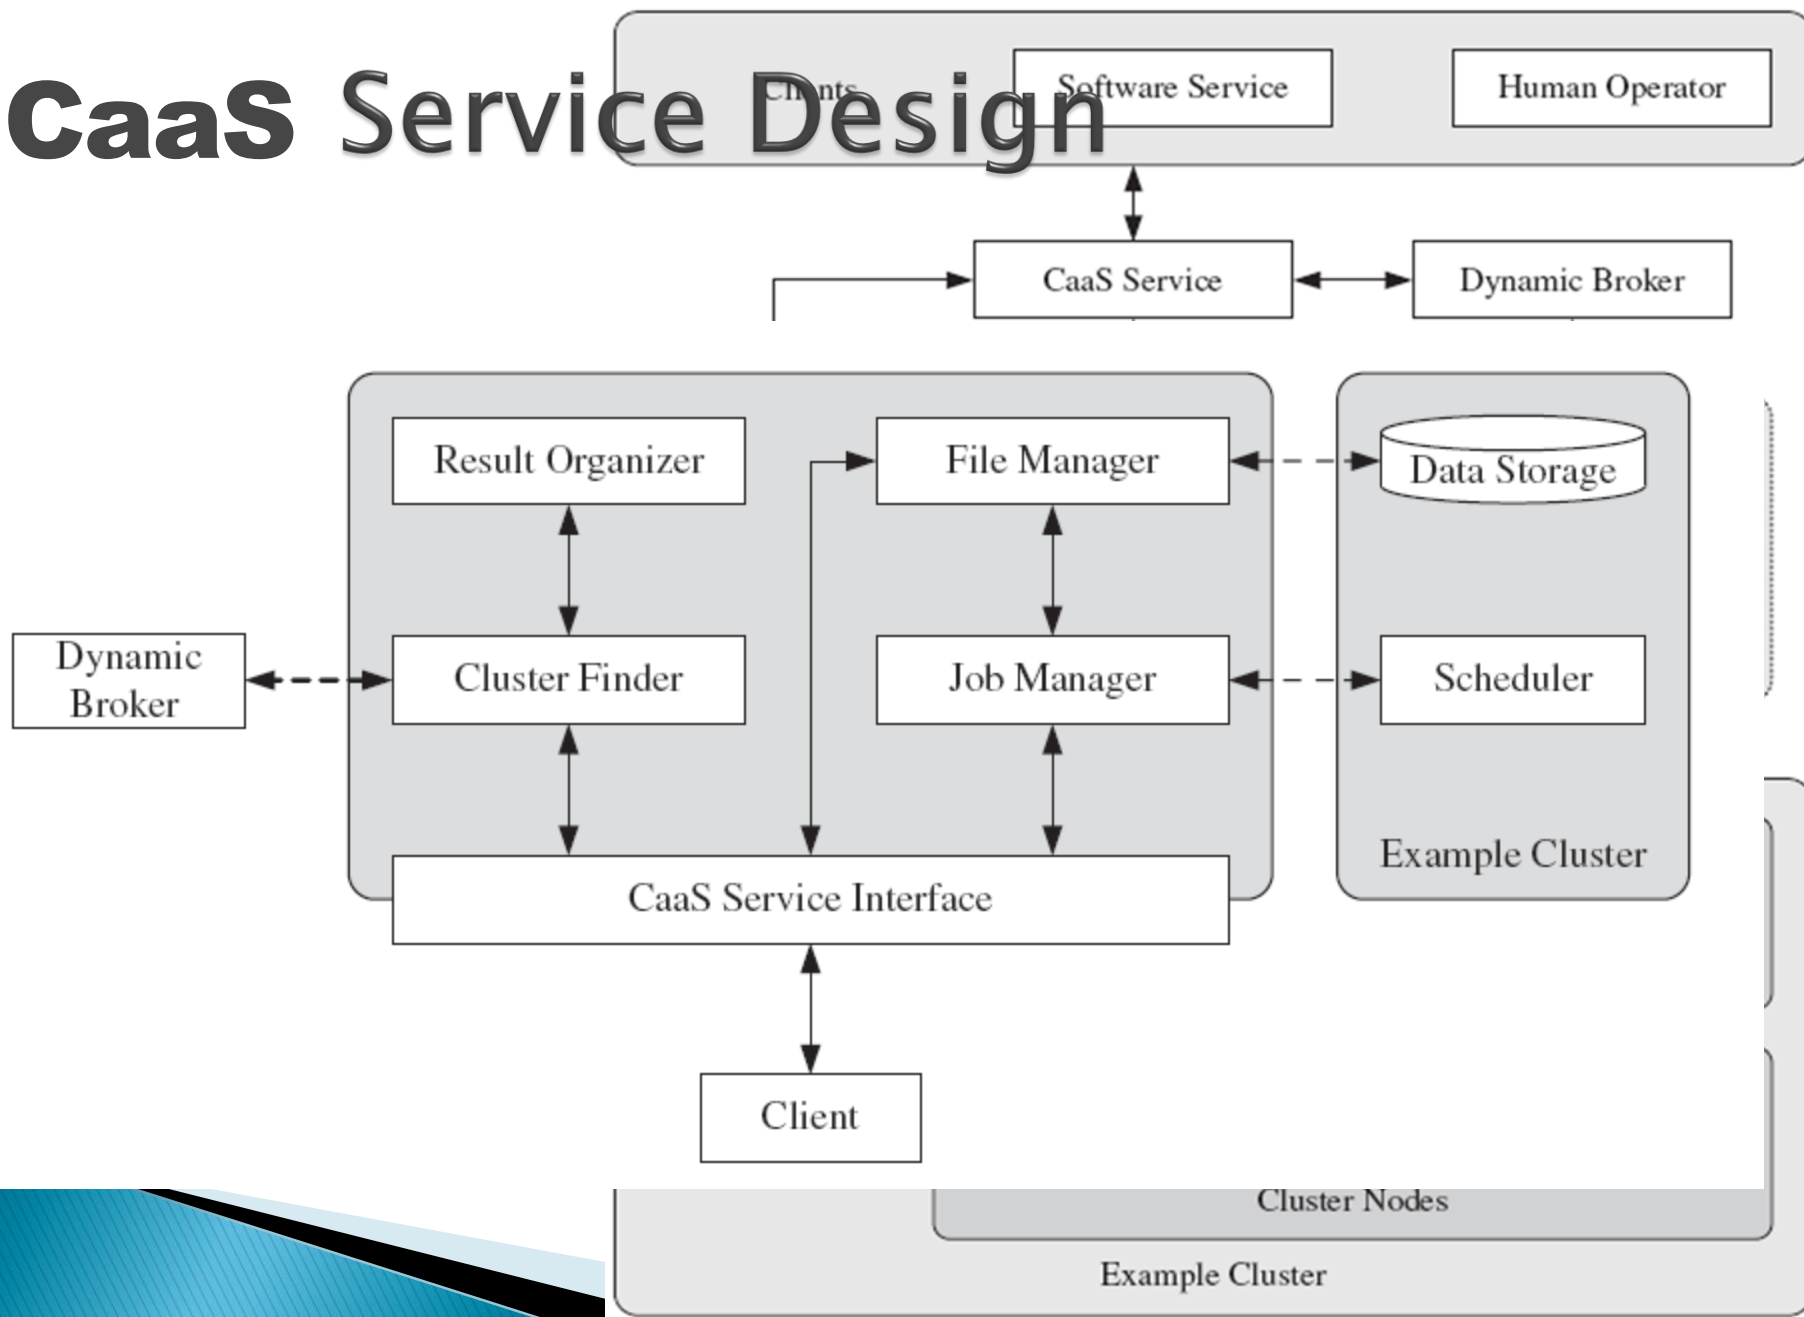 CaaS Service Design
Clients
Software Service
Human Operator
CaaS Service
Dynamic Broker
Result Organizer
File Manager
Data Storage
Dynamic
Broker
Cluster Finder
Job Manager
Scheduler
Example Cluster
CaaS Service Interface
Client
Cluster Nodes
Example Cluster